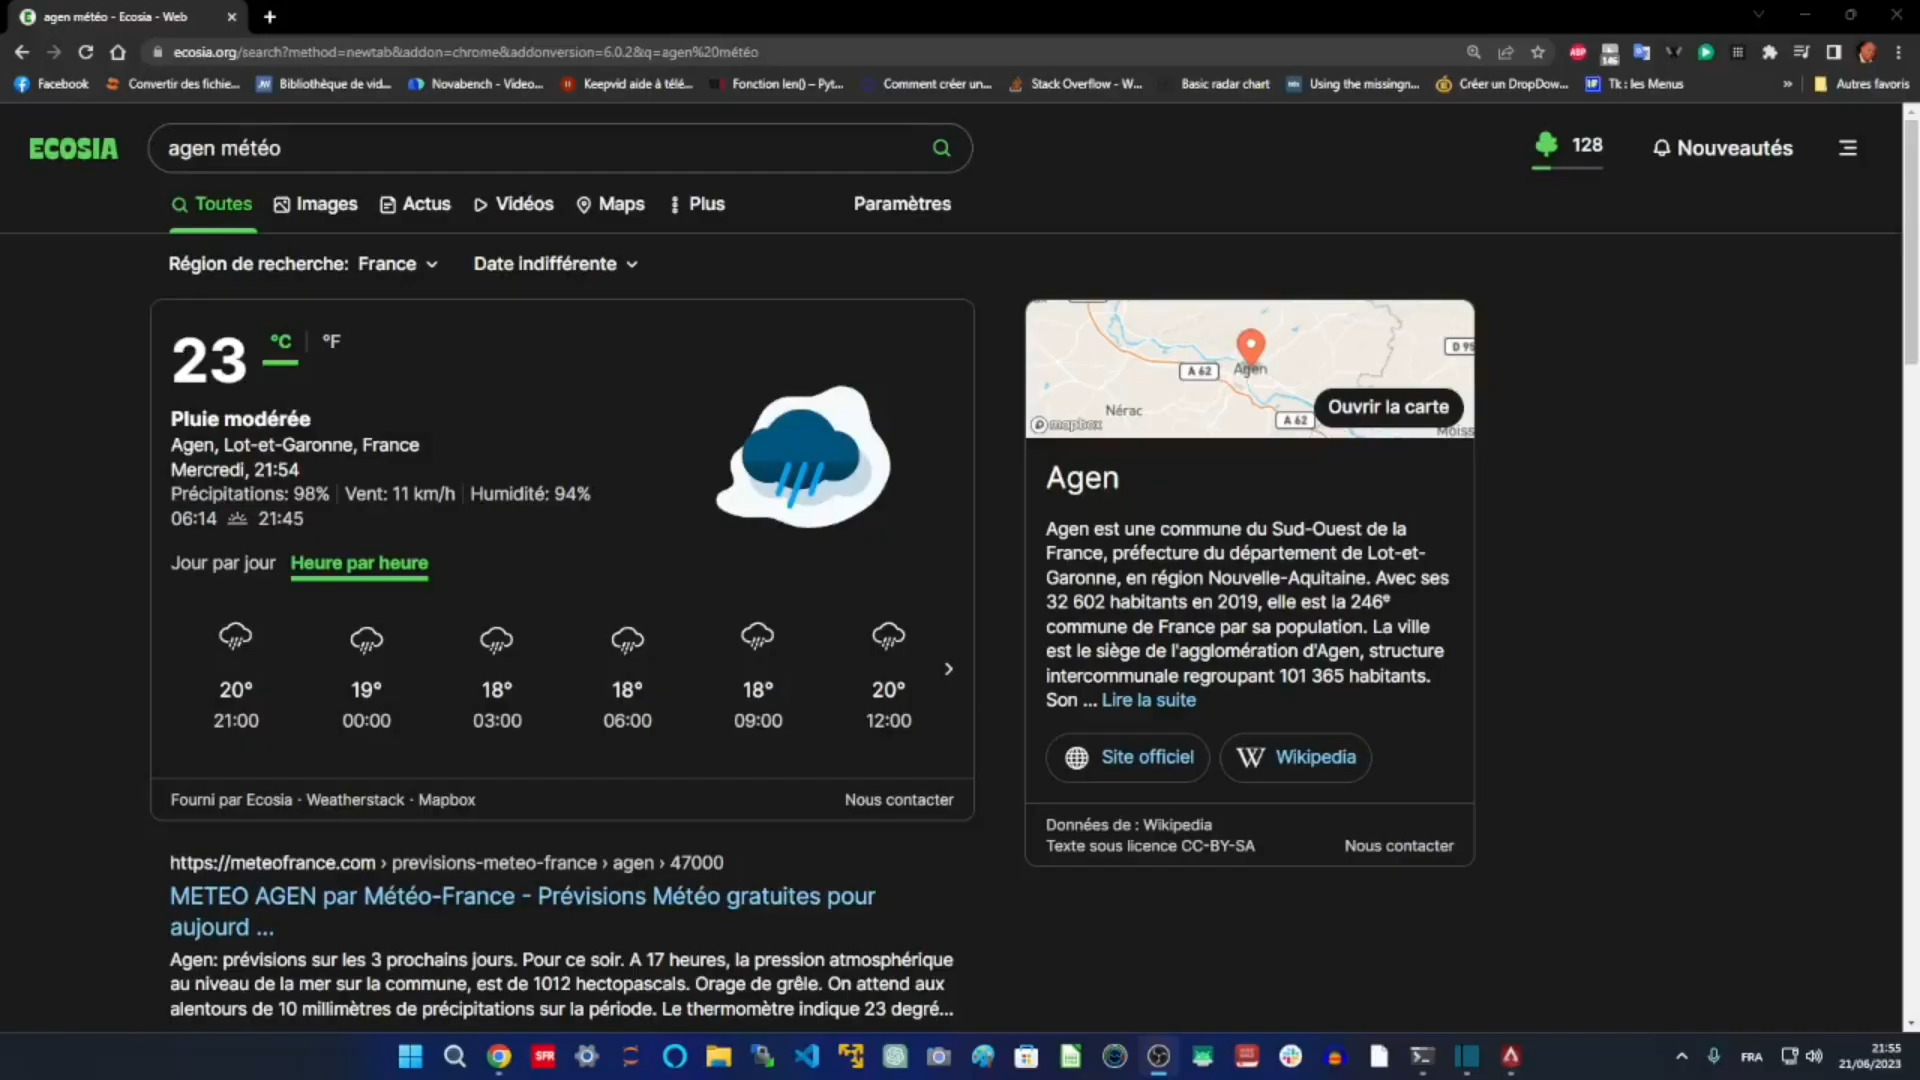 agen météo - Ecosia - Web
ecosia.org/search?method=newtab&addon=chrome&addonversion=6.0.2&q=agen%20météo
ABP
146
Facebook
Convertir des fichie...
Bibliothèque de vid...
Novabench - Video...
Keepvid aide à télé...
Fonction len() – Pyt...
Comment créer un...
Stack Overflow - W...
Basic radar chart
Using the missingn...
Créer un DropDow...
Tk : les Menus
»
Autres favoris
ECOSIA
agen météo
128
Nouveautés
Toutes
Images
Actus
Vidéos
Maps
Plus
Paramètres
Région de recherche: France
Date indifférente
23 °C °F
Pluie modérée
Agen, Lot-et-Garonne, France
Mercredi, 21:54
Précipitations: 98% Vent: 11 km/h Humidité: 94%
06:14 21:45
Jour par jour Heure par heure
20° 19° 18° 18° 18° 20°
21:00 00:00 03:00 06:00 09:00 12:00
Fourni par Ecosia · Weatherstack · Mapbox
Nous contacter
https://meteofrance.com › previsions-meteo-france › agen › 47000
METEO AGEN par Météo-France - Prévisions Météo gratuites pour
aujourd ...
Agen: prévisions sur les 3 prochains jours. Pour ce soir. A 17 heures, la pression atmosphérique
au niveau de la mer sur la commune, est de 1012 hectopascals. Orage de grêle. On attend aux
alentours de 10 millimètres de précipitations sur la période. Le thermomètre indique 23 degré...
D 95
A 62
Agen
Nérac
A 62
Ouvrir la carte
mapbox
Moiss
Agen
Agen est une commune du Sud-Ouest de la
France, préfecture du département de Lot-et-
Garonne, en région Nouvelle-Aquitaine. Avec ses
32 602 habitants en 2019, elle est la 246e
commune de France par sa population. La ville
est le siège de l'agglomération d'Agen, structure
intercommunale regroupant 101 365 habitants.
Son ... Lire la suite
Site officiel
W Wikipedia
Données de : Wikipedia
Texte sous licence CC-BY-SA
Nous contacter
SFR
FRA
21:55
21/06/2023